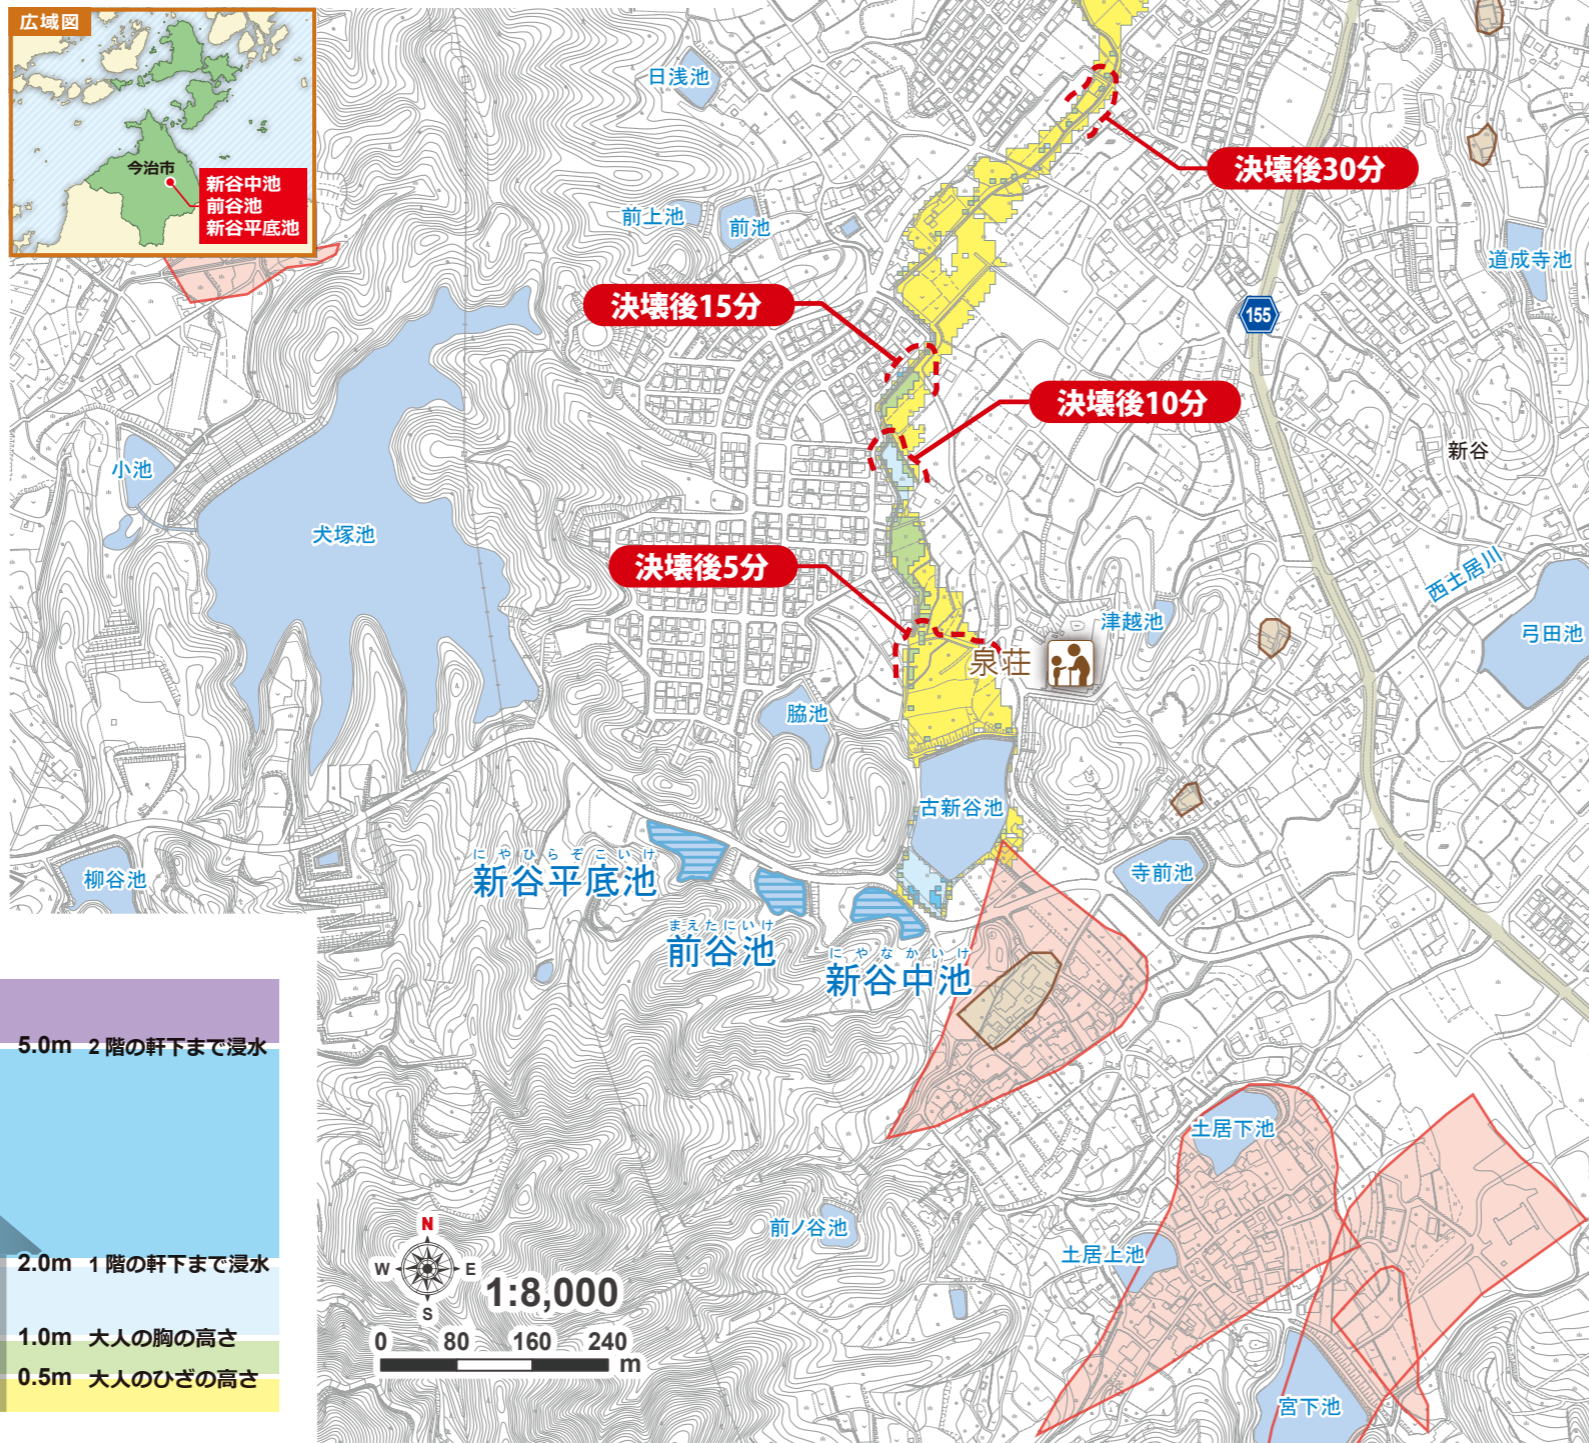 広域図
今治市
新谷中池
前谷池
新谷平底池
日浅池
決壊後30分
前上池
前池
道成寺池
決壊後15分
155
決壊後10分
小池
新谷
犬塚池
決壊後5分
西土居川
津越池
弓田池
泉荘
脇池
古新谷池
柳谷池
にやひらぞこいけ
新谷平底池
寺前池
まえたにいけ
前谷池
にやなかいけ
新谷中池
5.0m 2階の軒下まで浸水
土居下池
前ノ谷池
土居上池
2.0m 1階の軒下まで浸水
N
W E
S
1:8,000
1.0m 大人の胸の高さ
0 80 160 240
m
0.5m 大人のひざの高さ
宮下池